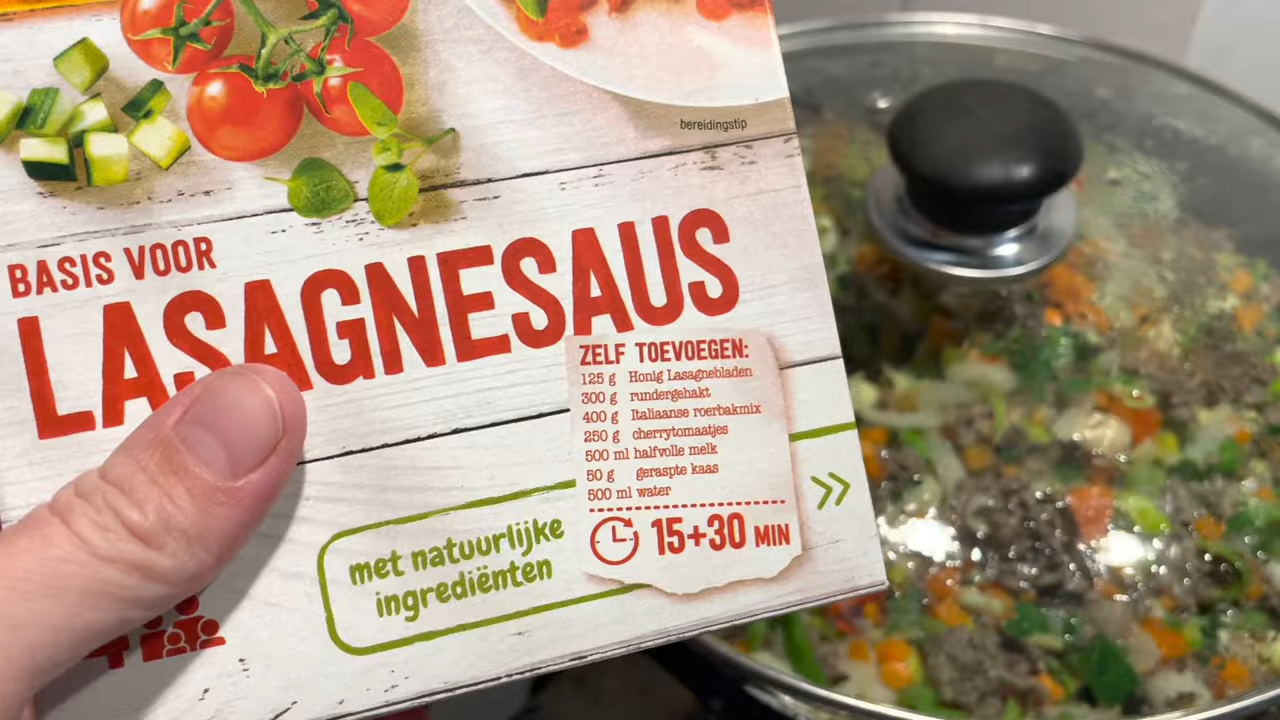 bereidingstip
BASIS VOOR
LASAGNESAUS
ZELF TOEVOEGEN:
125 g Honig Lasagnebladen
300 g rundergehakt
400 g Italiaanse roerbakmix
250 g cherrytomaatjes
500 ml halfvolle melk
50 g geraspte kaas
500 ml water
15+30 MIN
met natuurlijke
ingrediënten